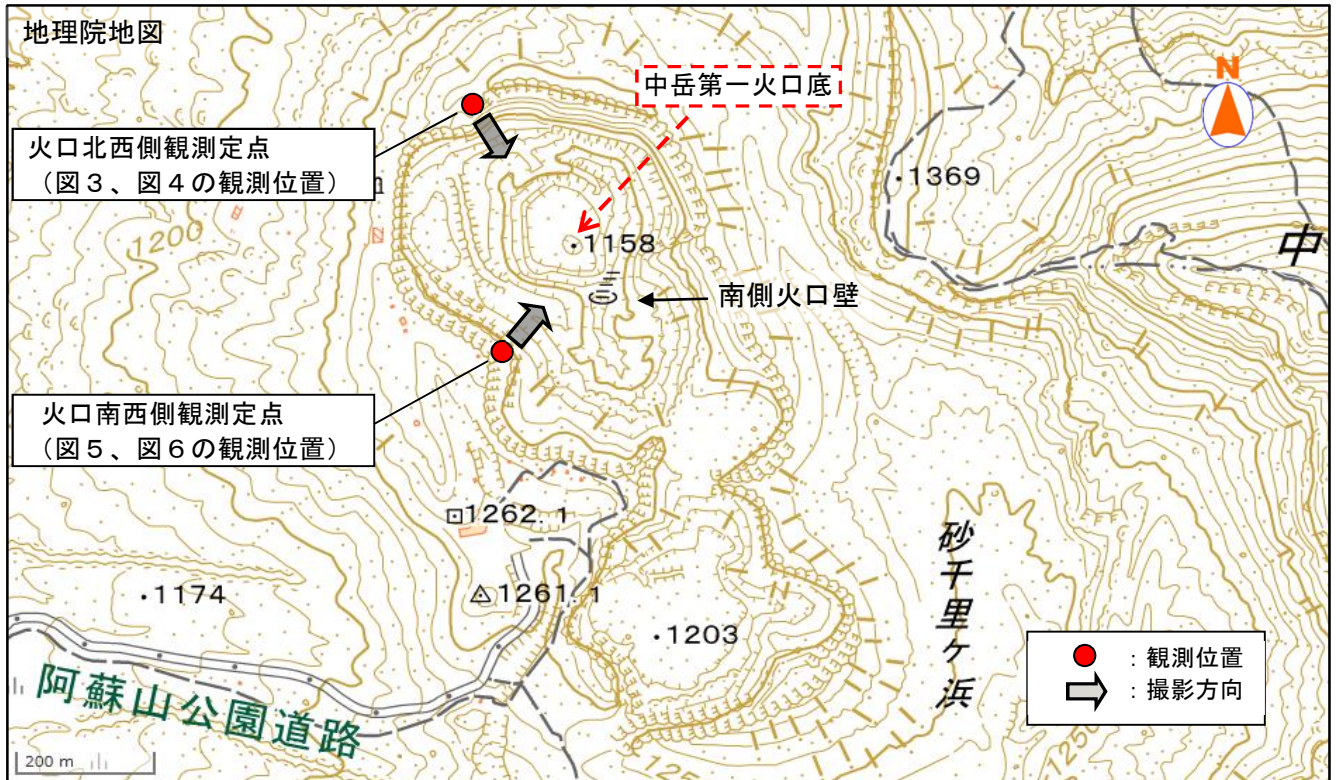 地理院地図
N
中岳第一火口底
火口北西側観測定点
(図3、図4の観測位置)
1369
1200
中
1158
南側火口壁
火口南西側観測定点
(図5、図6の観測位置)
1262.1
砂千里ヶ浜
1174
1261.1
1203
:観測位置
:撮影方向
阿蘇山公園道路
200 m